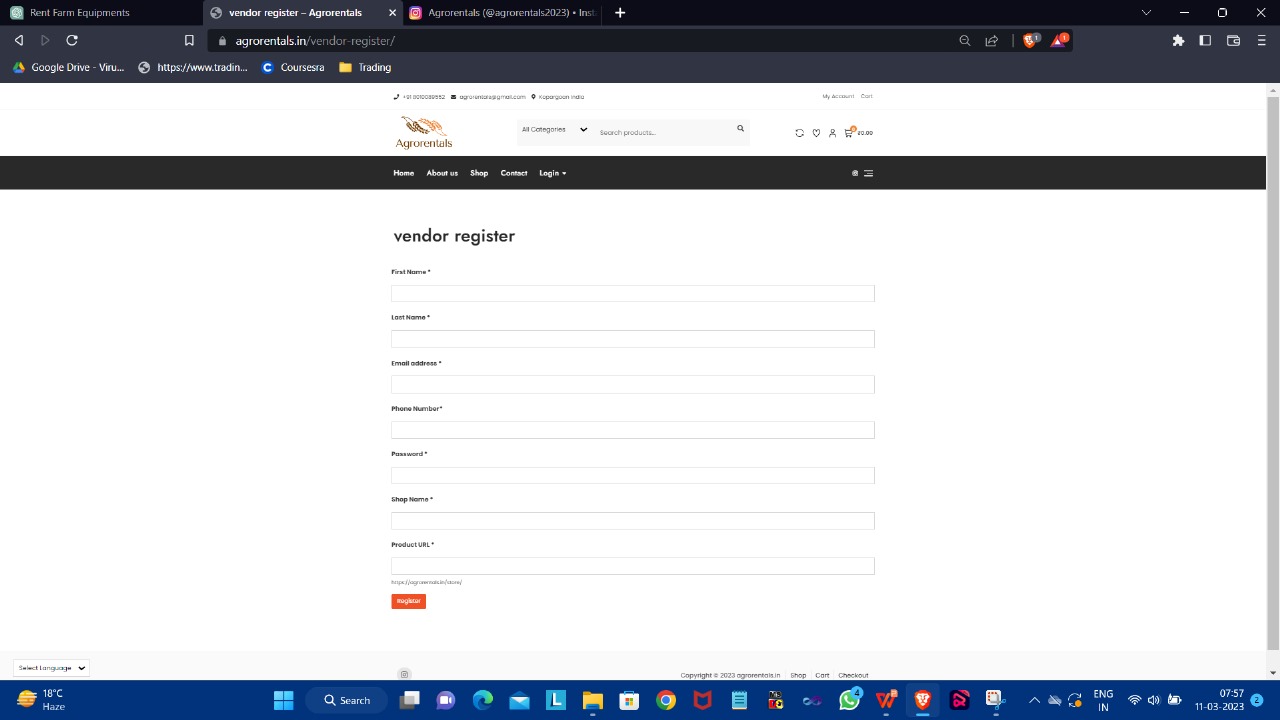 Rent Farm Equipments
vendor register – Agrorentals
Agrorentals (@agrorentals2023) • Inst
agrorentals.in/vendor-register/
1
1
Google Drive - Viru...
https://www.tradin...
Coursesra
Trading
+91 8010089552
agrorentals@gmail.com
Kopargaon India
My Account
Cart
Agrorentals
All Categories
Search products...
0
₹0.00
Home
About us
Shop
Contact
Login
vendor register
First Name *
Last Name *
Email address *
Phone Number*
Password *
Shop Name *
Product URL *
https://agrorentals.in/store/
Register
Select Language
Copyright © 2023 agrorentals.in
Shop
Cart
Checkout
18°C
Haze
Search
4
ENG
IN
07:57
11-03-2023
2